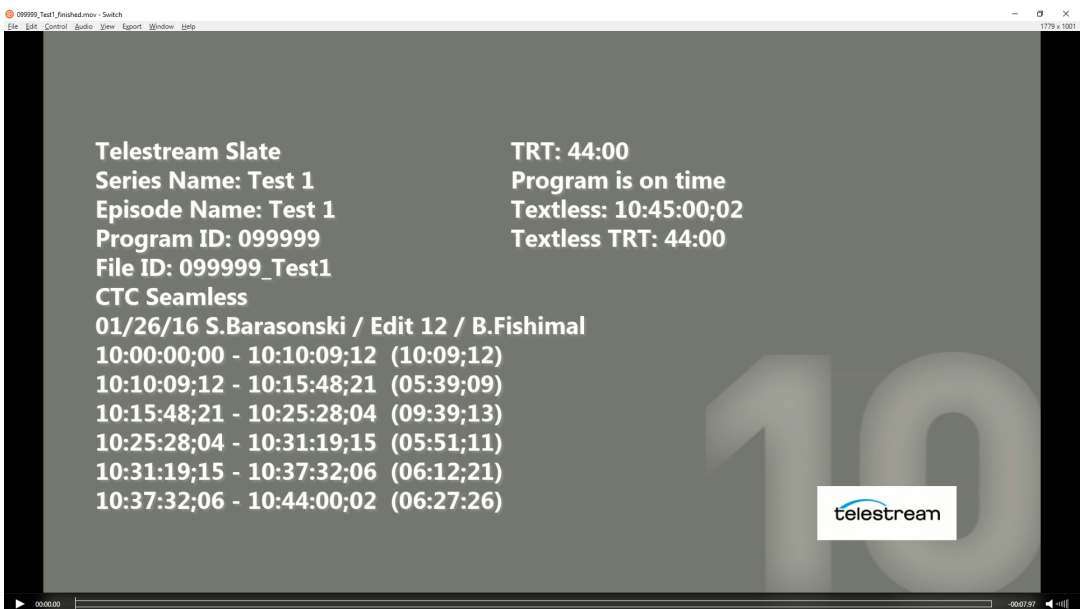 099999_Test1_finished.mov - Switch
File Edit Control Audio View Export Window Help
1779 x 1001
Telestream Slate
Series Name: Test 1
Episode Name: Test 1
Program ID: 099999
File ID: 099999_Test1
CTC Seamless
01/26/16 S.Barasonski / Edit 12 / B.Fishimal
10:00:00;00 - 10:10:09;12 (10:09;12)
10:10:09;12 - 10:15:48;21 (05:39;09)
10:15:48;21 - 10:25:28;04 (09:39;13)
10:25:28;04 - 10:31:19;15 (05:51;11)
10:31:19;15 - 10:37:32;06 (06:12;21)
10:37:32;06 - 10:44:00;02 (06:27;26)
TRT: 44:00
Program is on time
Textless: 10:45:00;02
Textless TRT: 44:00
10
telestream
00:00.00
-00:07.97